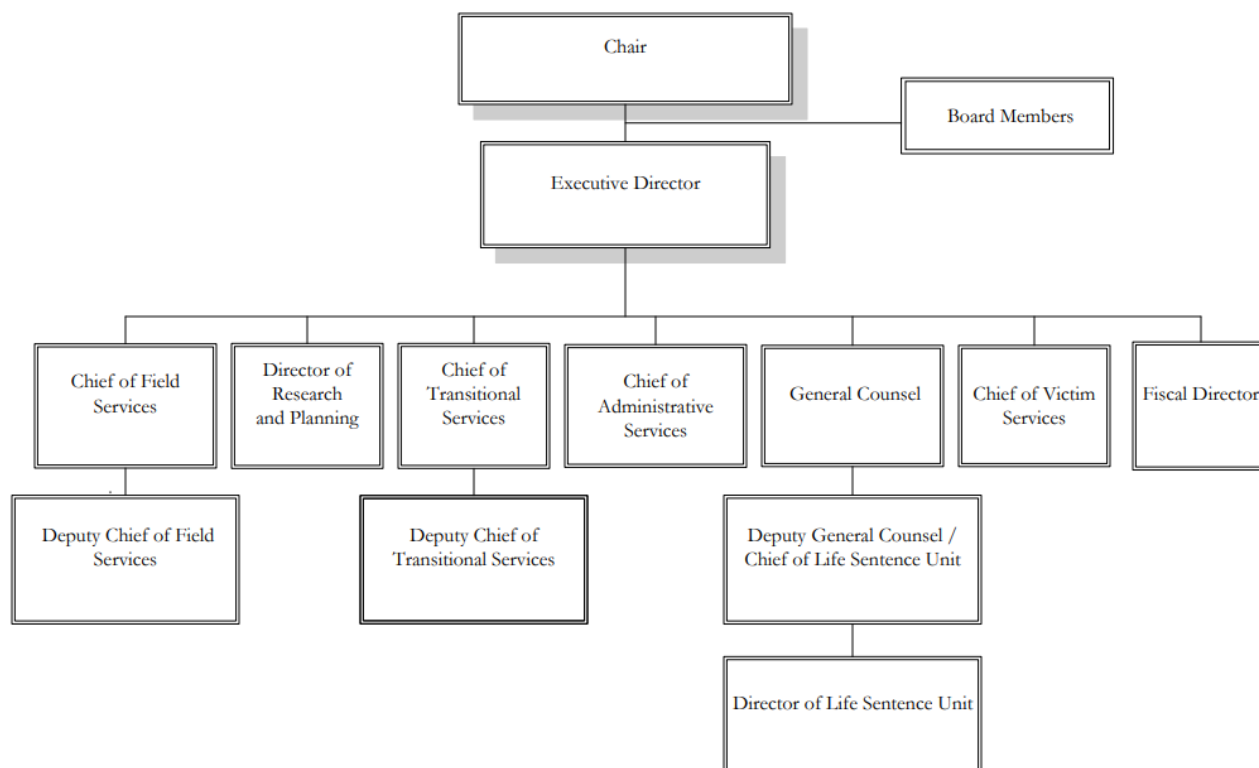 Chair
Board Members
Executive Director
Chief of Field
Services
Director of
Research
and Planning
Chief of
Transitional
Services
Chief of
Administrative
Services
General Counsel
Chief of Victim
Services
Fiscal Director
Deputy Chief of Field
Services
Deputy Chief of
Transitional Services
Deputy General Counsel /
Chief of Life Sentence Unit
Director of Life Sentence Unit